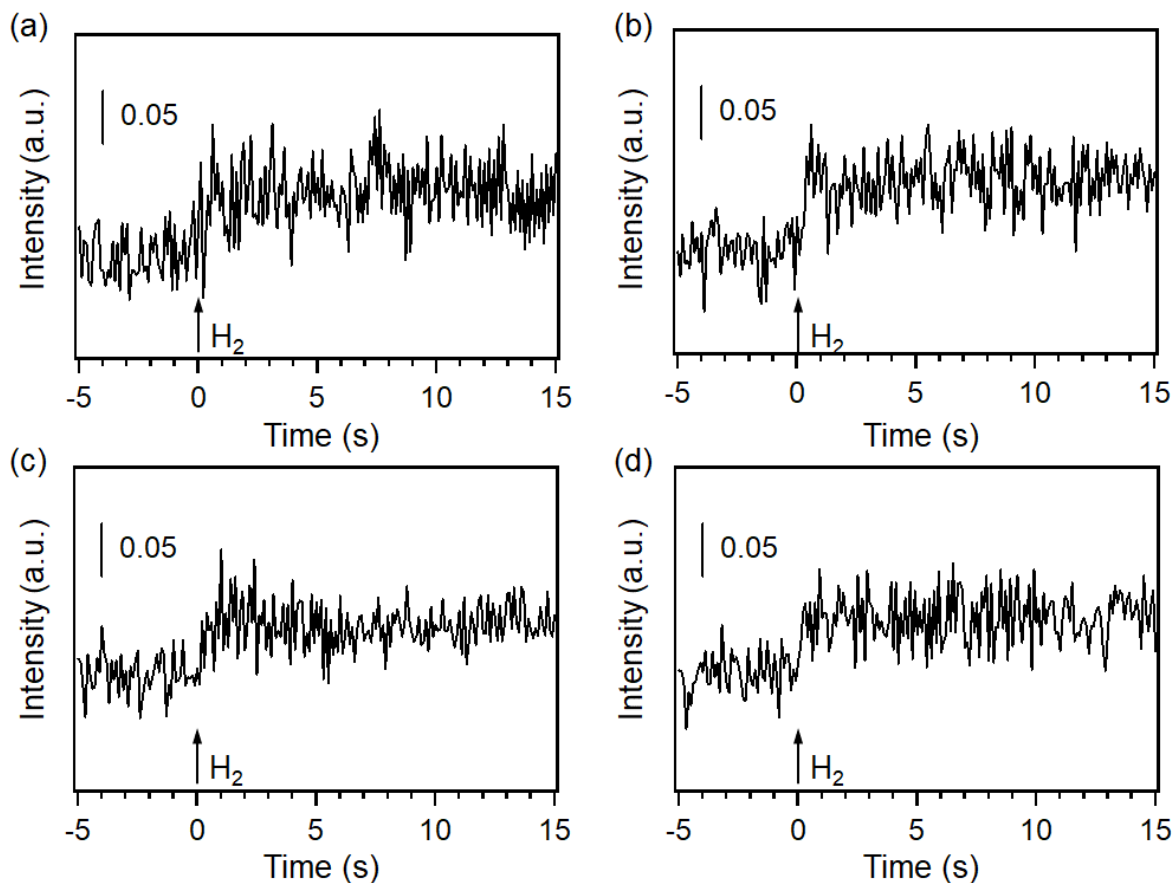 (a)
Intensity (a.u.)
0.05
H₂
-5 0 5 10 15
Time (s)
(b)
Intensity (a.u.)
0.05
H₂
-5 0 5 10 15
Time (s)
(c)
Intensity (a.u.)
0.05
H₂
-5 0 5 10 15
Time (s)
(d)
Intensity (a.u.)
0.05
H₂
-5 0 5 10 15
Time (s)